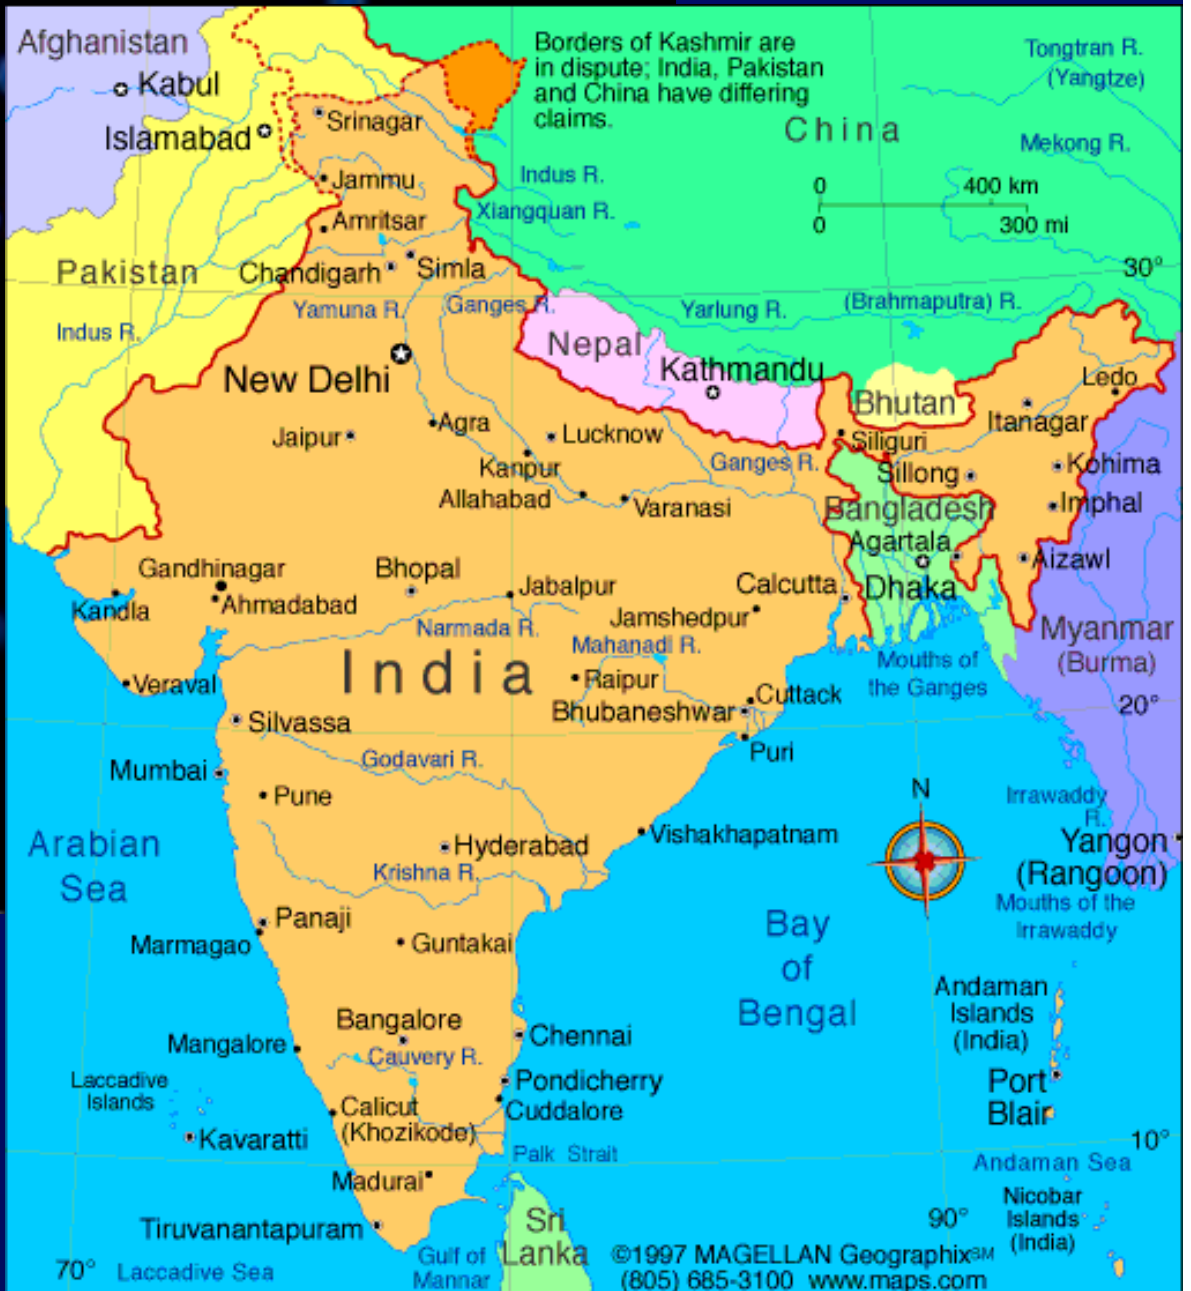 Afghanistan
Kabul
Islamabad
Borders of Kashmir are
in dispute; India, Pakistan
and China have differing
claims.
Tongtran R.
(Yangtze)
China
Mekong R.
Srinagar
Jammu
Indus R.
Xiangquan R.
0 400 km
0 300 mi
Amritsar
Pakistan
Chandigarh
Simla
30°
Indus R.
Yamuna R.
Ganges R.
Yarlung R.
(Brahmaputra) R.
Nepal
Kathmandu
New Delhi
Bhutan
Ledo
Itanagar
Jaipur
Agra
Lucknow
Siliguri
Kanpur
Ganges R.
Sillong
Kohima
Allahabad
Varanasi
Bangladesh
Imphal
Agartala
Aizawl
Gandhinagar
Bhopal
Jabalpur
Calcutta
Dhaka
Kandla
Ahmadabad
Jamshedpur
Narmada R.
Mahanadl R.
Myanmar
(Burma)
Mouths of
the Ganges
India
Veraval
Raipur
Cuttack
Bhubaneshwar
20°
Silvassa
Puri
Mumbai
Godavari R.
Pune
N
Irrawaddy
R.
Arabian
Sea
Hyderabad
Vishakhapatnam
Yangon
(Rangoon)
Krishna R.
Mouths of the
Irrawaddy
Panaji
Marmagao
Guntakai
Bay
of
Bengal
Andaman
Islands
(India)
Bangalore
Chennai
Mangalore
Cauvery R.
Port
Blair
Laccadive
Islands
Pondicherry
Cuddalore
Calicut
(Khozikode)
Kavaratti
Palk Strait
10°
Andaman Sea
Madurai
Nicobar
Islands
(India)
Tiruvanantapuram
Sri
Lanka
90°
Gulf of
Mannar
70°
Laccadive Sea
©1997 MAGELLAN Geographix℠
(805) 685-3100 www.maps.com